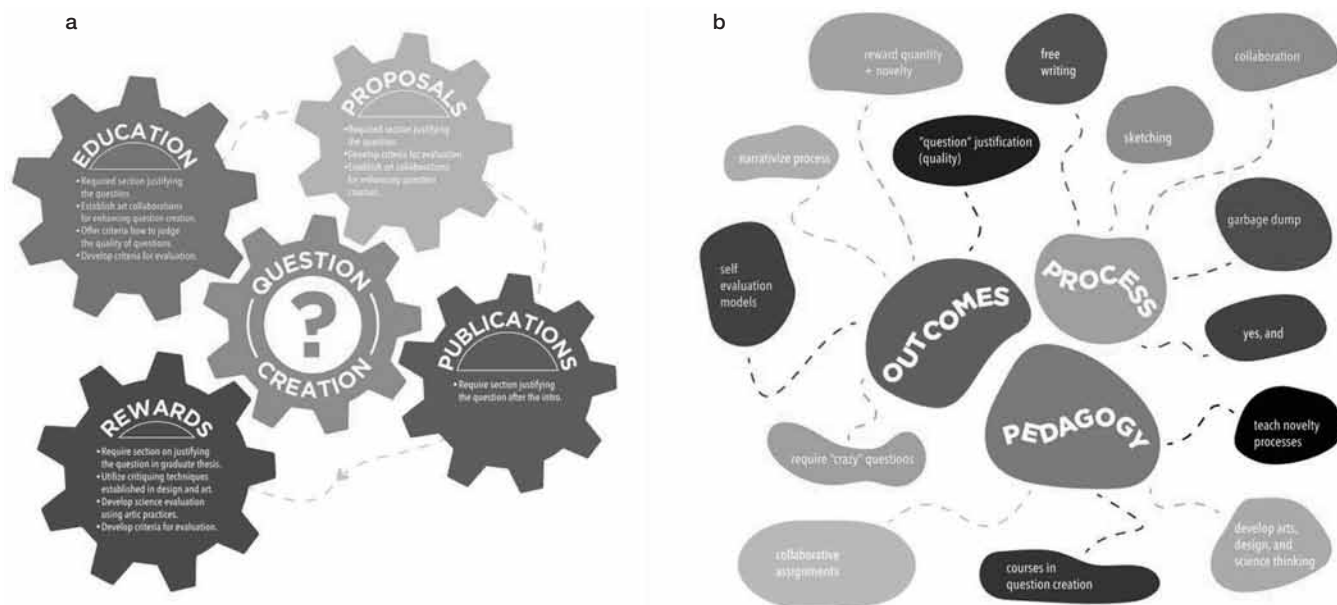 a
EDUCATION
• Required section justifying
the question.
• Establish art collaborations
for enhancing question creation.
• Offer criteria how to judge
the quality of questions.
• Develop criteria for evaluation.
PROPOSALS
• Required section justifying
the question.
• Develop criteria for evaluation.
• Establish art collaborations
for enhancing question
creation.
QUESTION
?
CREATION
PUBLICATIONS
• Require section justifying
the question after the intro.
REWARDS
• Require section on justifying
the question in graduate thesis.
• Utilize critiquing techniques
established in design and art.
• Develop science evaluation
using artic practices.
• Develop criteria for evaluation.
b
reward quantity
+ novelty
free
writing
collaboration
narrativize process
"question" justification
(quality)
sketching
garbage dump
self
evaluation
models
OUTCOMES
PROCESS
yes, and
PEDAGOGY
teach novelty
processes
require "crazy" questions
collaborative
assignments
courses in
question creation
develop arts,
design, and
science thinking